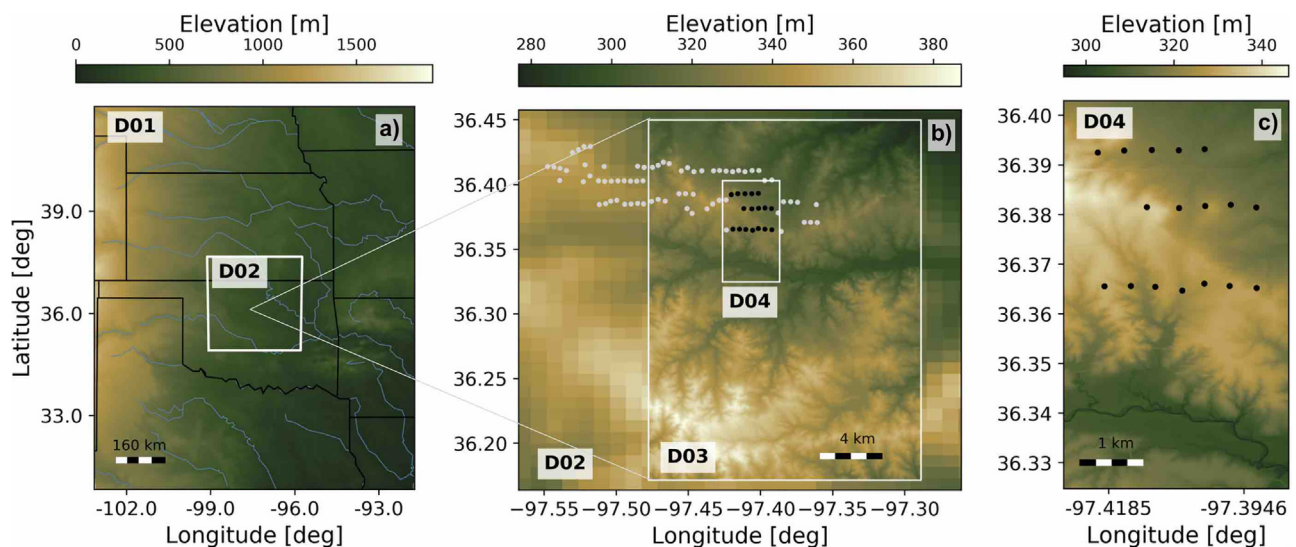 Elevation [m]
0 500 1000 1500
Elevation [m]
280 300 320 340 360 380
Elevation [m]
300 320 340
D01
a)
D02
39.0
36.0
33.0
Latitude [deg]
160 km
-102.0 -99.0 -96.0 -93.0
Longitude [deg]
36.45
36.40
36.35
36.30
36.25
36.20
b)
D04
D02
D03
4 km
−97.55 −97.50 −97.45 −97.40 −97.35 −97.30
Longitude [deg]
D04
c)
36.40
36.39
36.38
36.37
36.35
36.34
36.33
1 km
−97.4185 −97.3946
Longitude [deg]